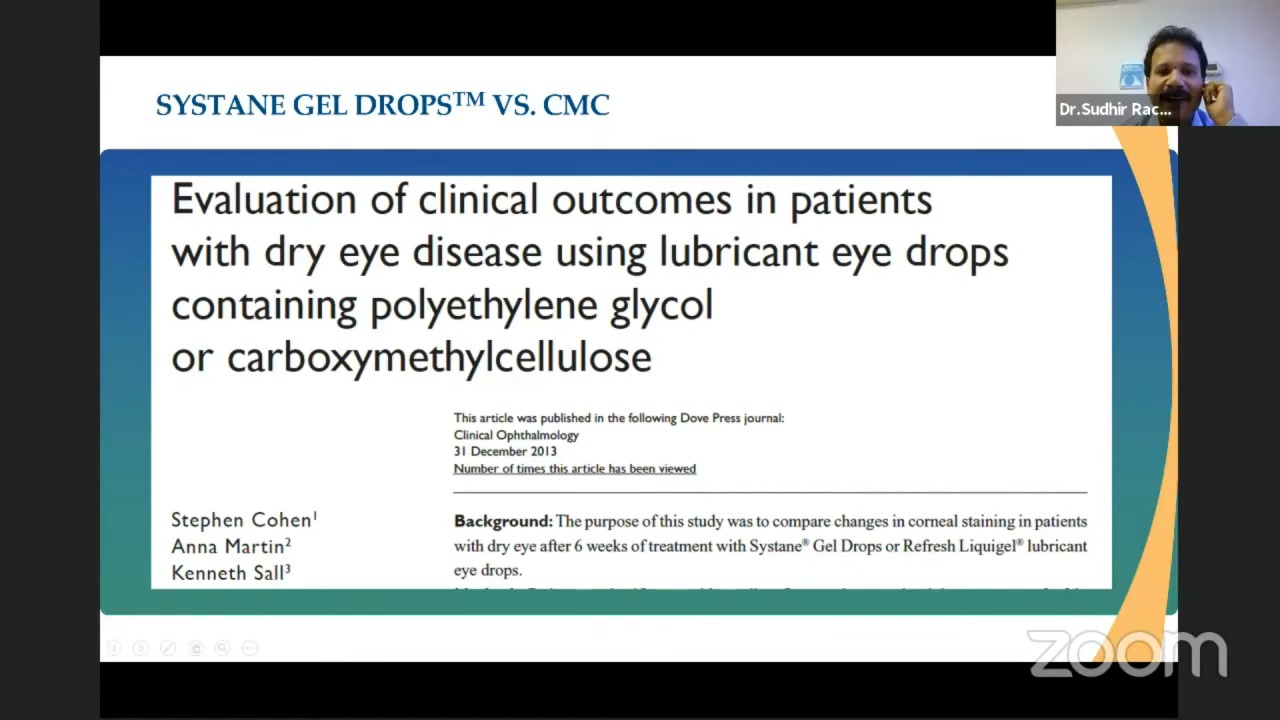 SYSTANE GEL DROPS™ VS. CMC
Dr.Sudhir Rac...
Evaluation of clinical outcomes in patients
with dry eye disease using lubricant eye drops
containing polyethylene glycol
or carboxymethylcellulose
This article was published in the following Dove Press journal:
Clinical Ophthalmology
31 December 2013
Number of times this article has been viewed
Stephen Cohen¹
Anna Martin²
Kenneth Sall³
Background: The purpose of this study was to compare changes in corneal staining in patients
with dry eye after 6 weeks of treatment with Systane® Gel Drops or Refresh Liquigel® lubricant
eye drops.
zoom